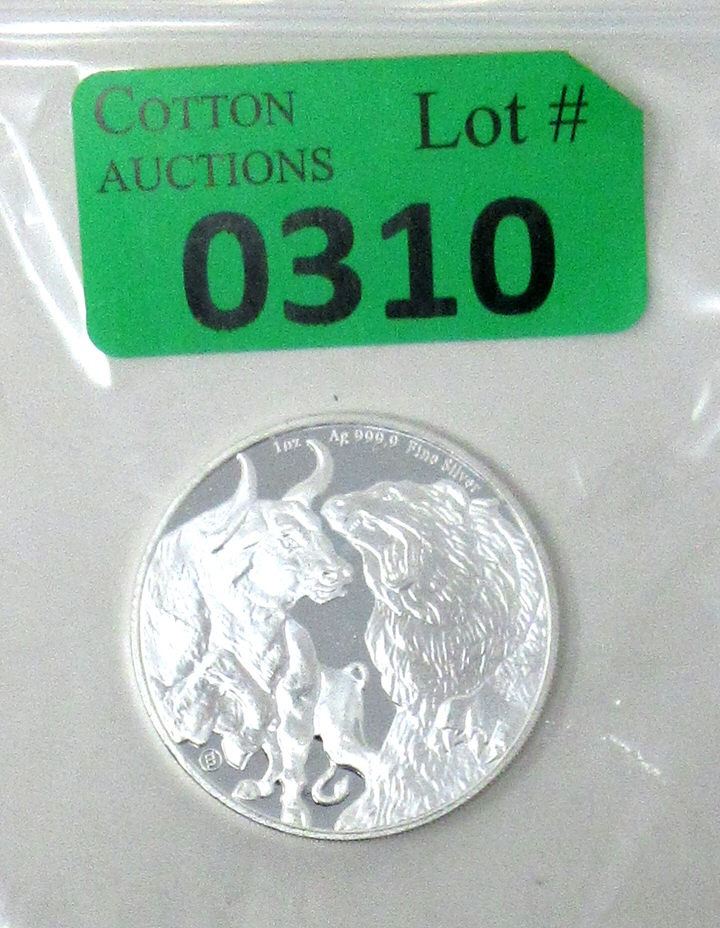 COTTON
AUCTIONS
Lot #
0310
1oz Ag 999,9 Fine Silver